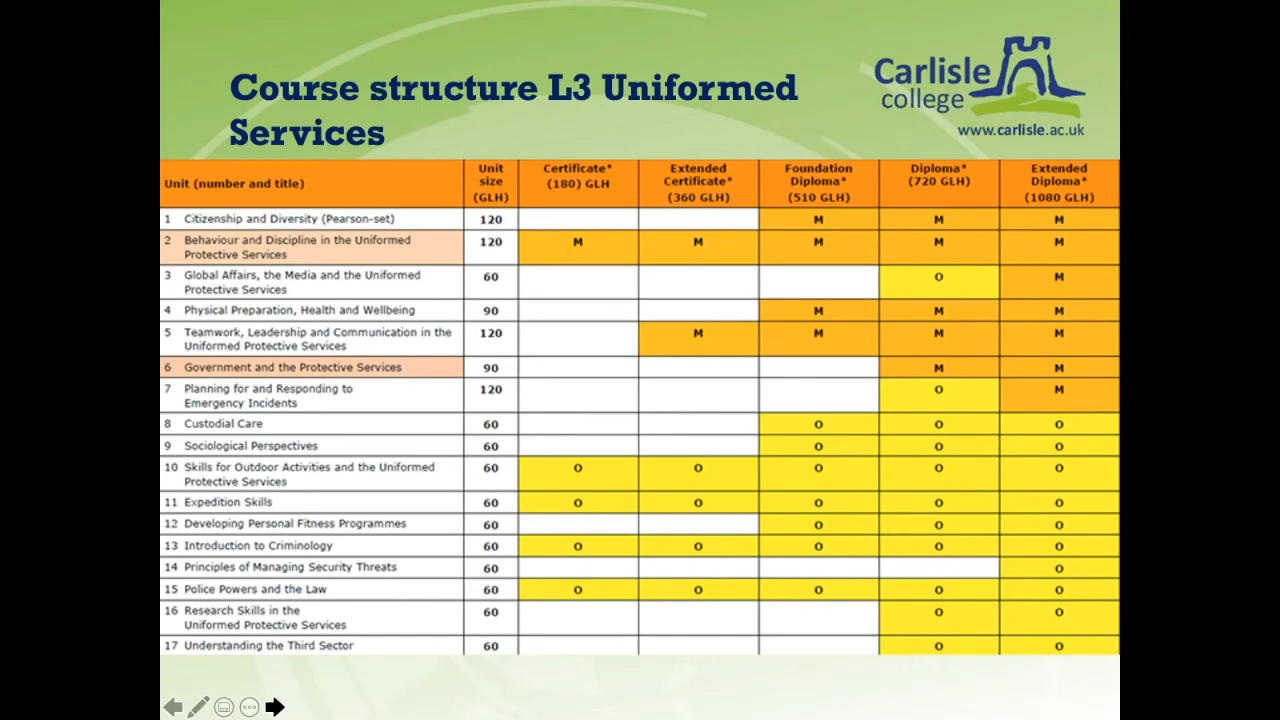 Course structure L3 Uniformed
Services
Carlisle
college
www.carlisle.ac.uk
Unit (number and title) Unit size (GLH) Certificate* (180) GLH Extended Certificate* (360 GLH) Foundation Diploma* (510 GLH) Diploma* (720 GLH) Extended Diploma* (1080 GLH)
1 Citizenship and Diversity (Pearson-set) 120 M M M
2 Behaviour and Discipline in the Uniformed
Protective Services 120 M M M M M
3 Global Affairs, the Media and the Uniformed
Protective Services 60 O M
4 Physical Preparation, Health and Wellbeing 90 M M M
5 Teamwork, Leadership and Communication in the
Uniformed Protective Services 120 M M M M
6 Government and the Protective Services 90 M M
7 Planning for and Responding to
Emergency Incidents 120 O M
8 Custodial Care 60 O O O
9 Sociological Perspectives 60 O O O
10 Skills for Outdoor Activities and the Uniformed
Protective Services 60 O O O O O
11 Expedition Skills 60 O O O O O
12 Developing Personal Fitness Programmes 60 O O O
13 Introduction to Criminology 60 O O O O O
14 Principles of Managing Security Threats 60 O
15 Police Powers and the Law 60 O O O O O
16 Research Skills in the
Uniformed Protective Services 60 O O
17 Understanding the Third Sector 60 O O